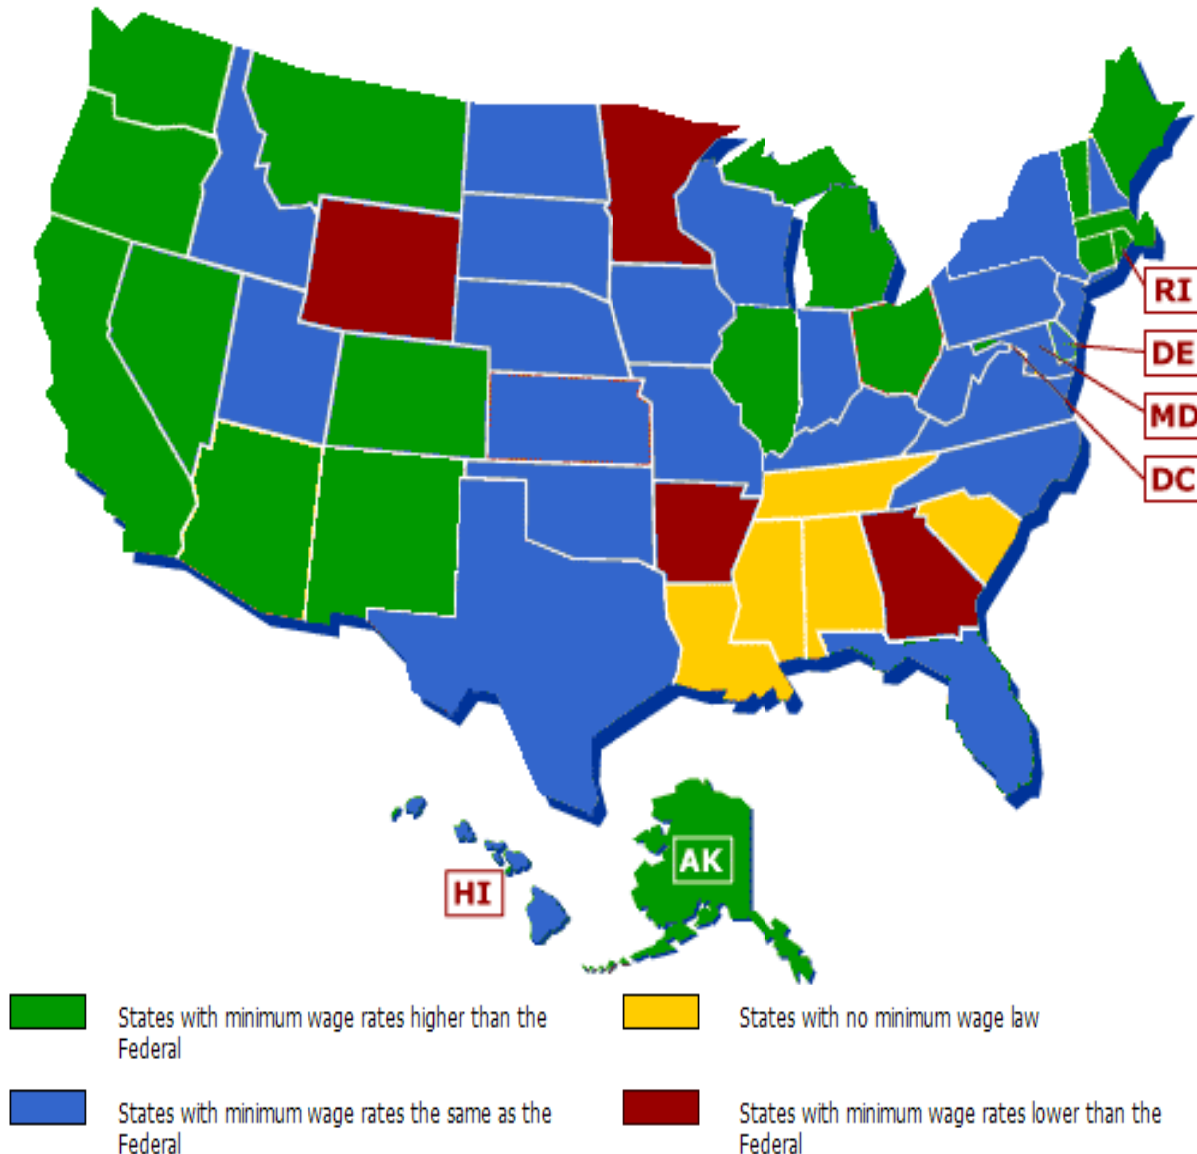 RI
DE
MD
DC
AK
HI
States with minimum wage rates higher than the
Federal
States with no minimum wage law
States with minimum wage rates the same as the
Federal
States with minimum wage rates lower than the
Federal